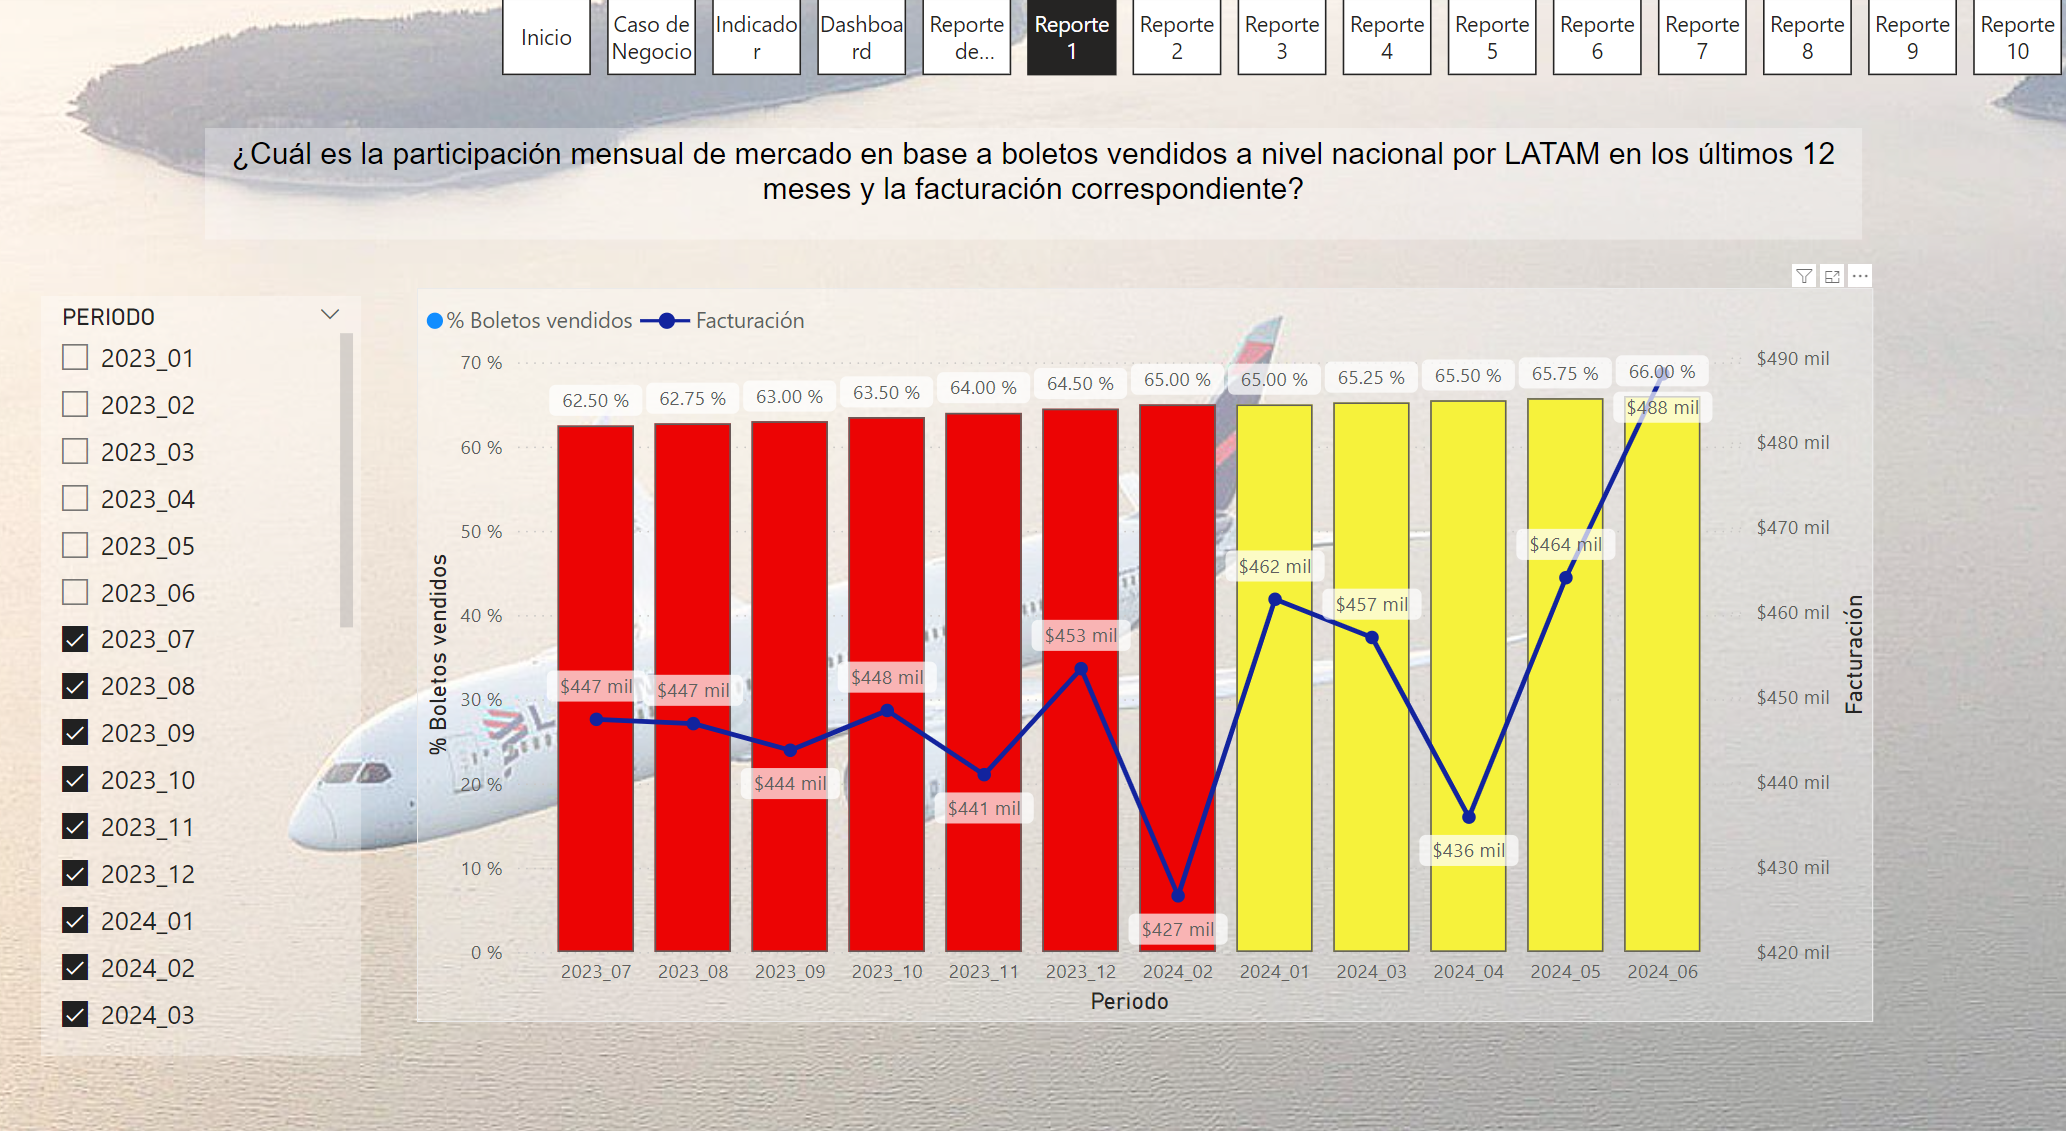 Inicio
Caso de
Negocio
Indicado
r
Dashboa
rd
Reporte
de...
Reporte
1
Reporte
2
Reporte
3
Reporte
4
Reporte
5
Reporte
6
Reporte
7
Reporte
8
Reporte
9
Reporte
10
¿Cuál es la participación mensual de mercado en base a boletos vendidos a nivel nacional por LATAM en los últimos 12
meses y la facturación correspondiente?
PERIODO
2023_01
2023_02
2023_03
2023_04
2023_05
2023_06
2023_07
2023_08
2023_09
2023_10
2023_11
2023_12
2024_01
2024_02
2024_03
% Boletos vendidos
Facturación
% Boletos vendidos
70 %
60 %
50 %
40 %
30 %
20 %
10 %
0 %
62.50 %
62.75 %
63.00 %
63.50 %
64.00 %
64.50 %
65.00 %
65.00 %
65.25 %
65.50 %
65.75 %
66.00 %
$447 mil
$447 mil
$444 mil
$448 mil
$441 mil
$453 mil
$427 mil
$462 mil
$457 mil
$436 mil
$464 mil
$488 mil
$490 mil
$480 mil
$470 mil
$460 mil
$450 mil
$440 mil
$430 mil
$420 mil
Facturación
2023_07
2023_08
2023_09
2023_10
2023_11
2023_12
2024_02
2024_01
2024_03
2024_04
2024_05
2024_06
Periodo